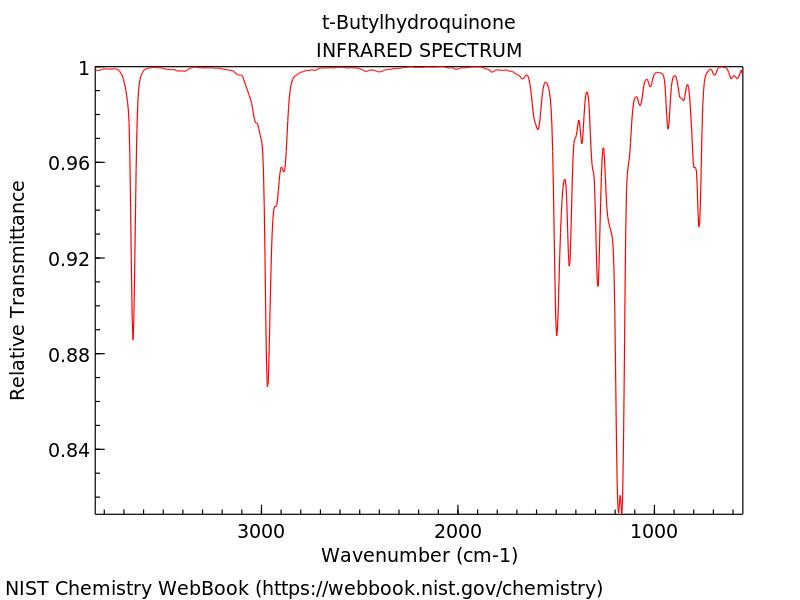 t-Butylhydroquinone
INFRARED SPECTRUM
1
0.96
0.92
0.88
0.84
Relative Transmittance
3000 2000 1000
Wavenumber (cm-1)
NIST Chemistry WebBook (https://webbook.nist.gov/chemistry)